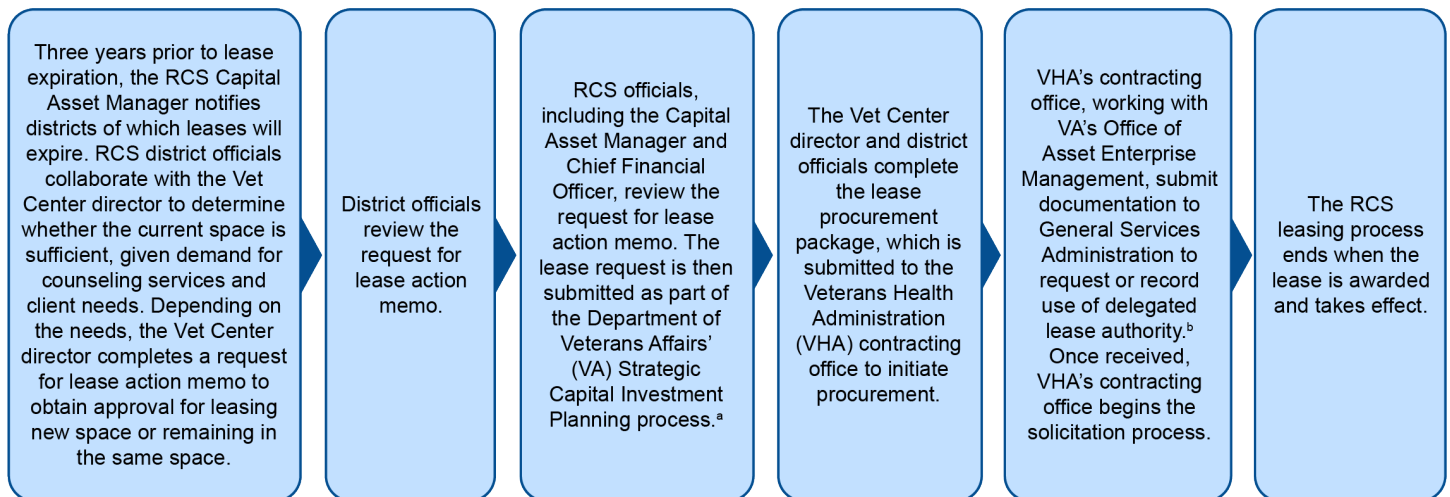 Three years prior to lease
expiration, the RCS Capital
Asset Manager notifies
districts of which leases will
expire. RCS district officials
collaborate with the Vet
Center director to determine
whether the current space is
sufficient, given demand for
counseling services and
client needs. Depending on
the needs, the Vet Center
director completes a request
for lease action memo to
obtain approval for leasing
new space or remaining in
the same space.
District officials
review the
request for
lease action
memo.
RCS officials,
including the Capital
Asset Manager and
Chief Financial
Officer, review the
request for lease
action memo. The
lease request is then
submitted as part of
the Department of
Veterans Affairs’
(VA) Strategic
Capital Investment
Planning process.ᵃ
The Vet Center
director and district
officials complete
the lease
procurement
package, which is
submitted to the
Veterans Health
Administration
(VHA) contracting
office to initiate
procurement.
VHA’s contracting
office, working with
VA’s Office of
Asset Enterprise
Management, submit
documentation to
General Services
Administration to
request or record
use of delegated
lease authority.ᵇ
Once received,
VHA’s contracting
office begins the
solicitation process.
The RCS
leasing process
ends when the
lease is awarded
and takes effect.